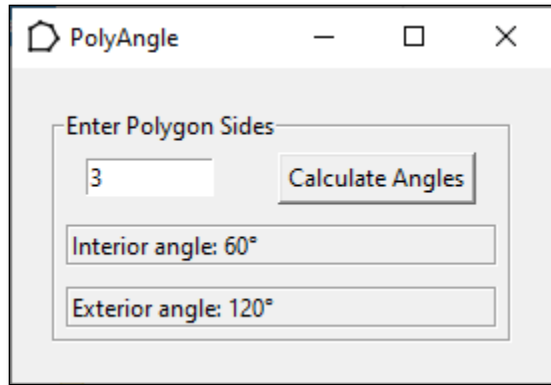 PolyAngle
Enter Polygon Sides
3
Calculate Angles
Interior angle: 60°
Exterior angle: 120°